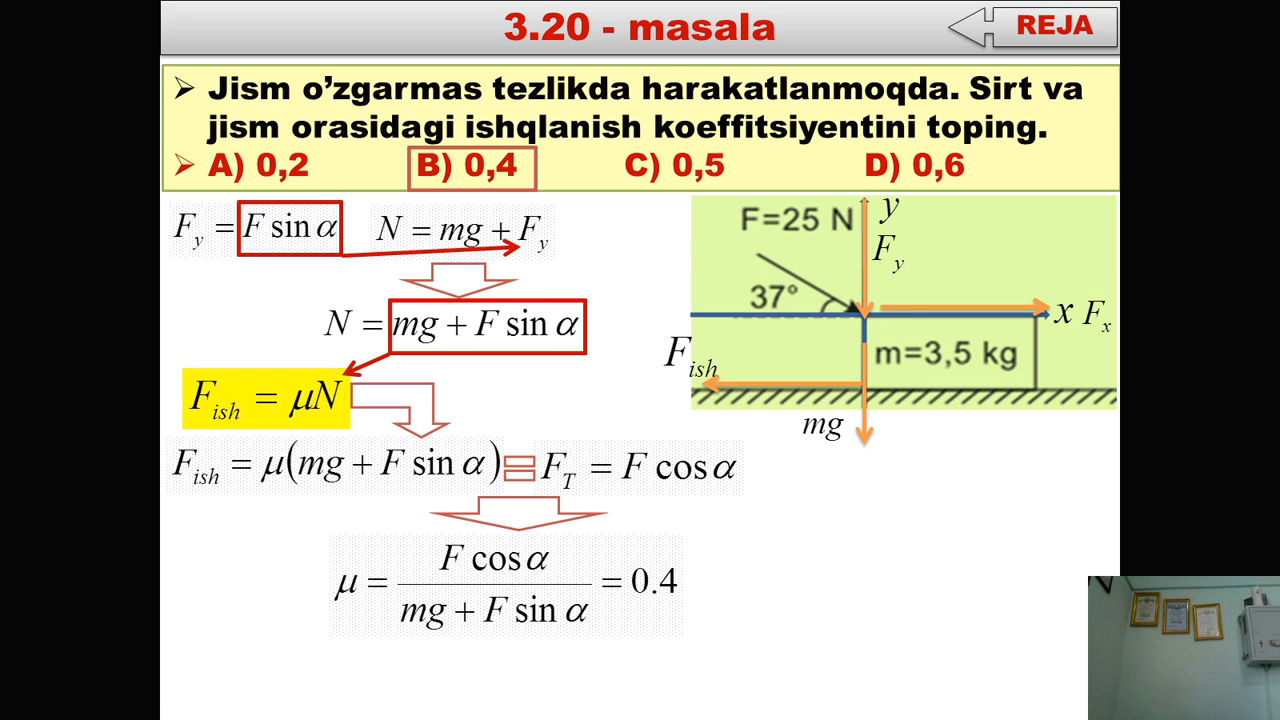 3.20 - masala
REJA
Jism o’zgarmas tezlikda harakatlanmoqda. Sirt va
jism orasidagi ishqlanish koeffitsiyentini toping.
A) 0,2 B) 0,4 C) 0,5 D) 0,6
F_y = F sin α
N = mg + F_y
N = mg + F sin α
F_ish = μN
F_ish = μ(mg + F sin α) = F_T = F cos α
μ = F cos α / mg + F sin α = 0.4
F=25 N
y
F_y
37°
x F_x
F_ish
m=3,5 kg
mg